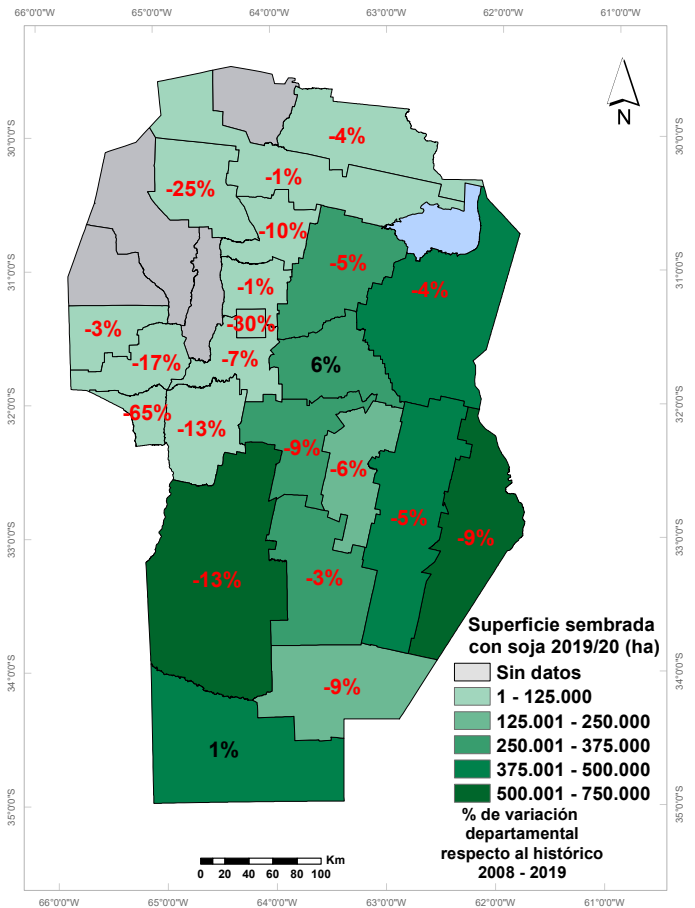 66°0'0"W 65°0'0"W 64°0'0"W 63°0'0"W 62°0'0"W 61°0'0"W
N
30°0'0"S 30°0'0"S
-4%
-1%
-25%
-10%
31°0'0"S 31°0'0"S
-5%
-1%
-4%
-3%
-30%
-17%
-7%
6%
32°0'0"S 32°0'0"S
-65%
-13%
-9%
-6%
33°0'0"S 33°0'0"S
-5%
-9%
-13%
-3%
34°0'0"S 34°0'0"S
-9%
1%
35°0'0"S 35°0'0"S
Superficie sembrada
con soja 2019/20 (ha)
Sin datos
1 - 125.000
125.001 - 250.000
250.001 - 375.000
375.001 - 500.000
500.001 - 750.000
% de variación
departamental
respecto al histórico
2008 - 2019
Km
0 20 40 60 80 100
66°0'0"W 65°0'0"W 64°0'0"W 63°0'0"W 62°0'0"W 61°0'0"W